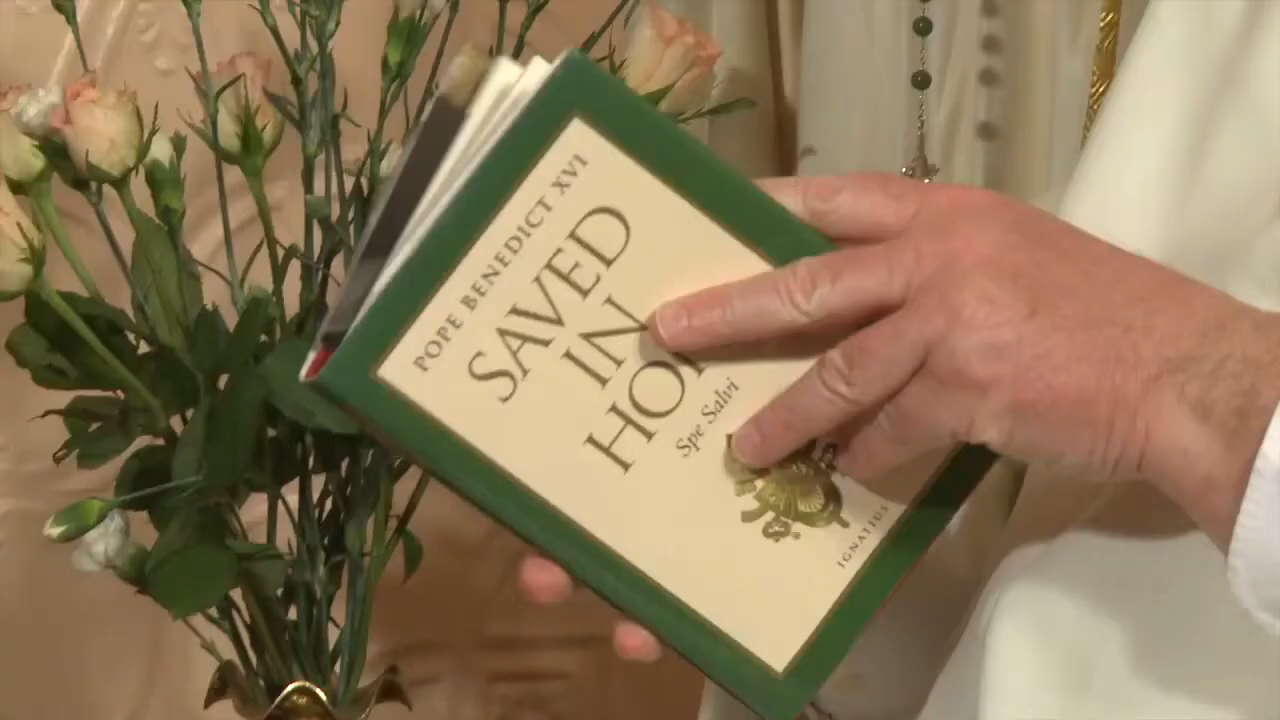 POPE BENEDICT XVI
SAVED
IN
HO
Spe Salvi
IGNATIUS